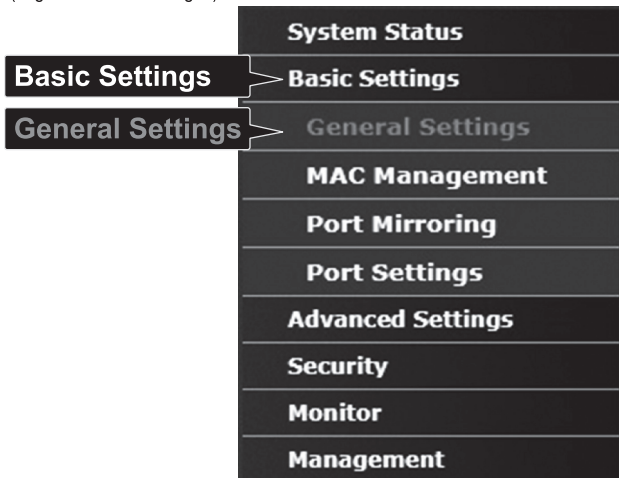 System Status
Basic Settings
Basic Settings
General Settings
General Settings
MAC Management
Port Mirroring
Port Settings
Advanced Settings
Security
Monitor
Management